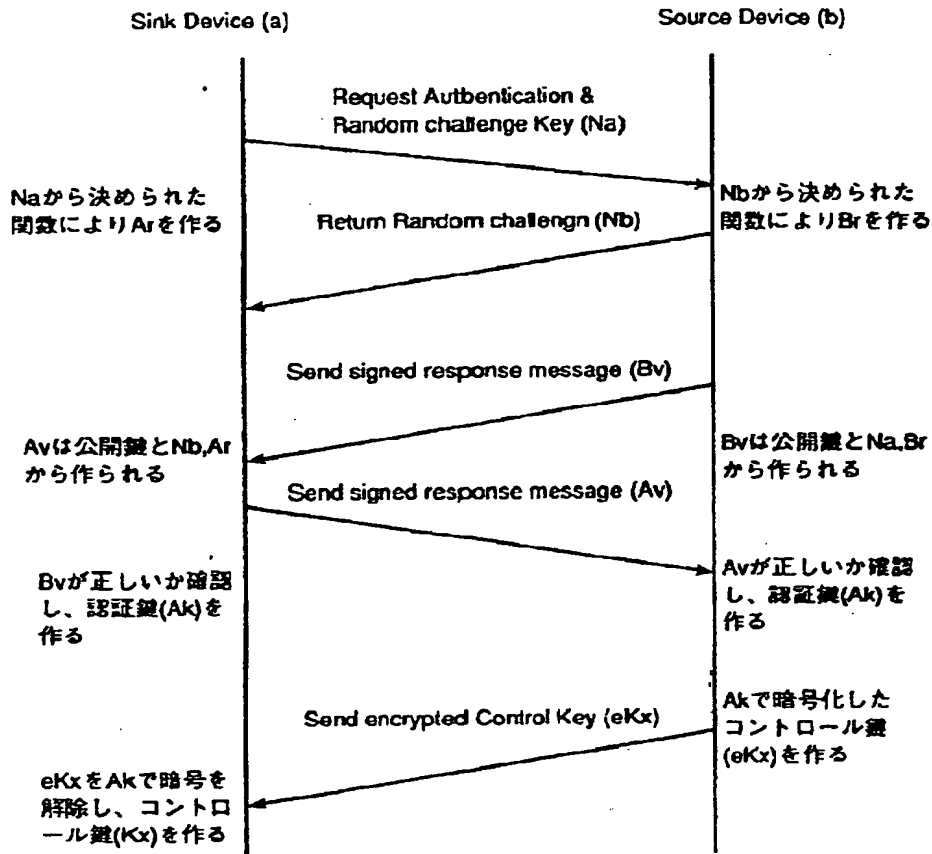 Sink Device (a)
Source Device (b)
Request Autbentication &
Random challenge Key (Na)
Naから決められた
関数によりArを作る
Nbから決められた
関数によりBrを作る
Return Random challengn (Nb)
Send signed response message (Bv)
Avは公開鍵とNb,Ar
から作られる
Bvは公開鍵とNa,Br
から作られる
Send signed response message (Av)
Bvが正しいか確認
し、認証鍵(Ak)を
作る
Avが正しいか確認
し、認証鍵(Ak)を
作る
Send encrypted Control Key (eKx)
Akで暗号化した
コントロール鍵
(eKx)を作る
eKxをAkで暗号を
解除し、コントロ
ール鍵(Kx)を作る